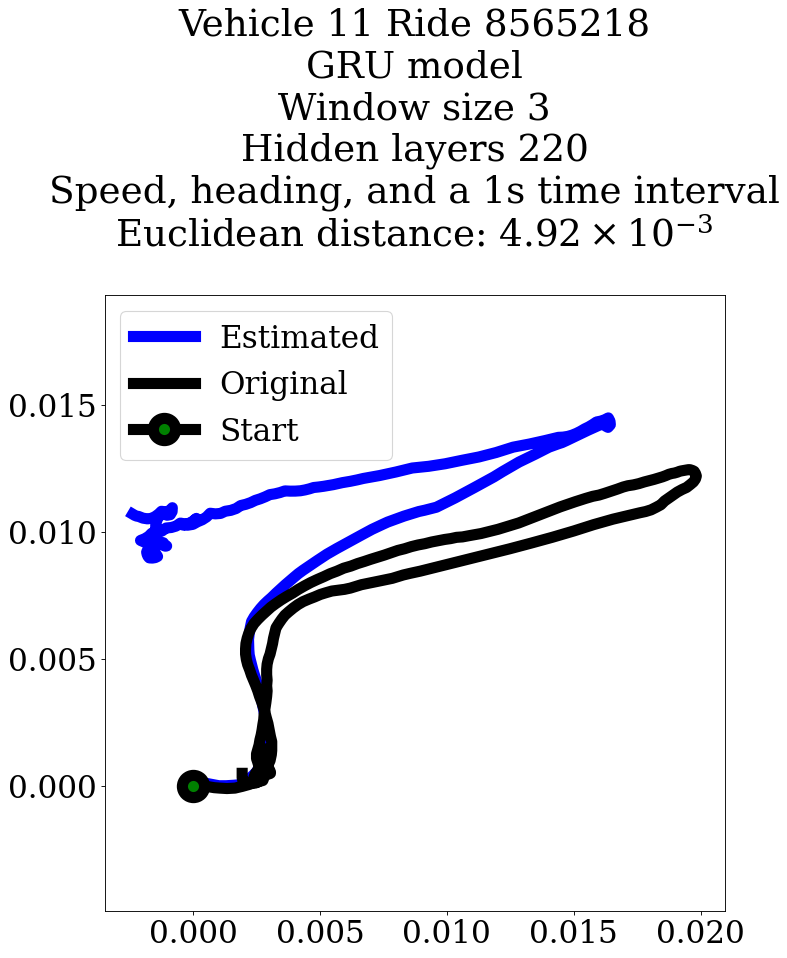 Vehicle 11 Ride 8565218
GRU model
Window size 3
Hidden layers 220
Speed, heading, and a 1s time interval
Euclidean distance: 4.92 × 10⁻³
Estimated
Original
Start
0.015
0.010
0.005
0.000
0.000 0.005 0.010 0.015 0.020